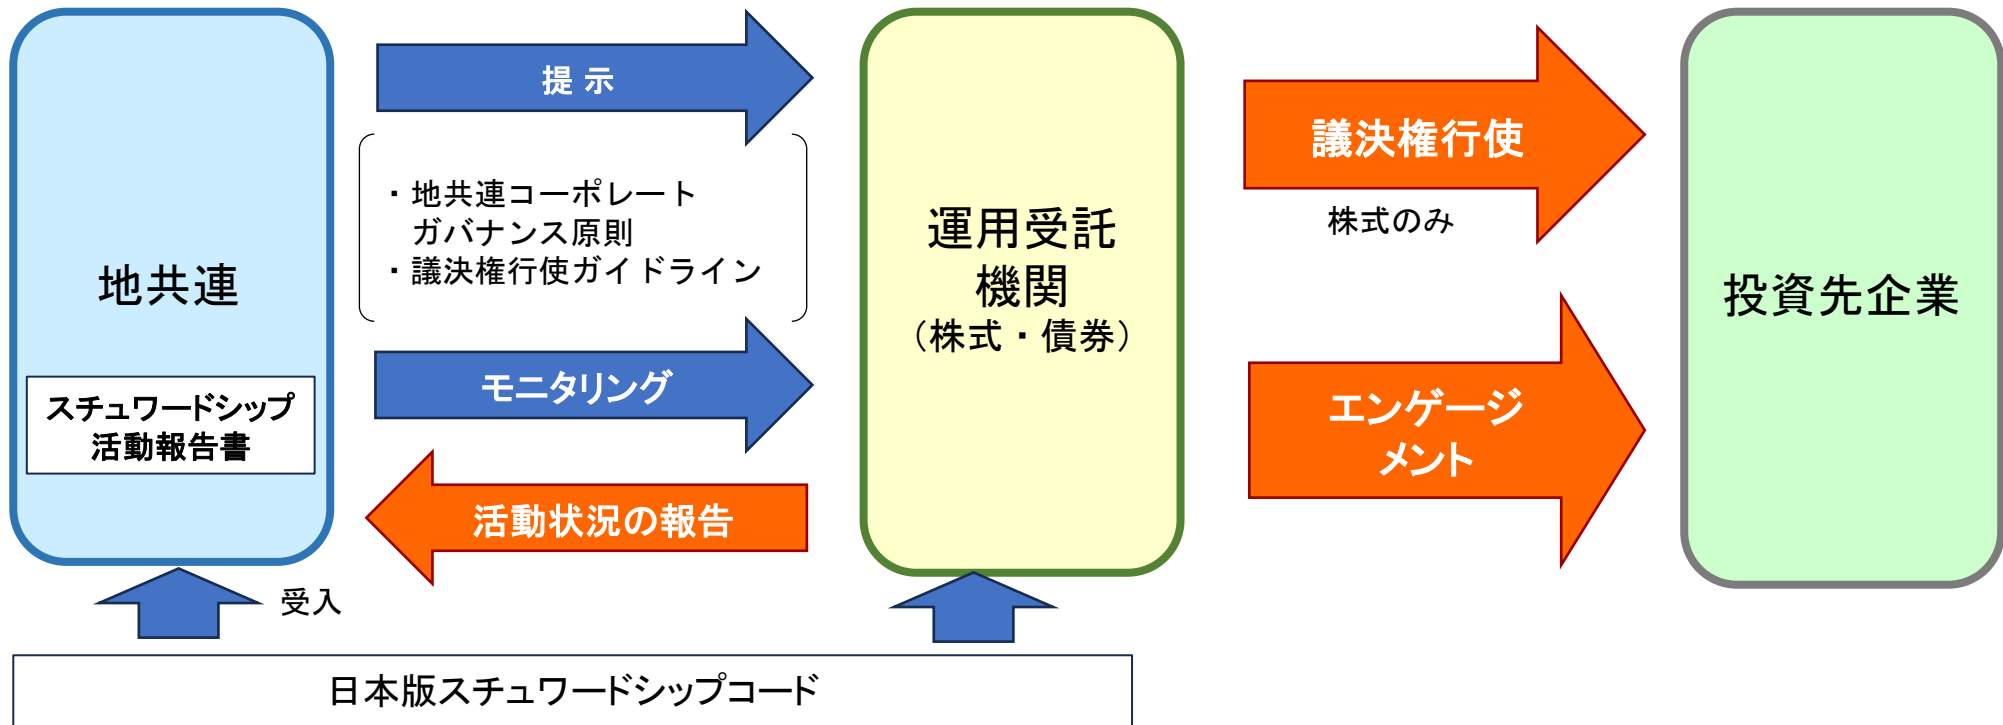 地共連
スチュワードシップ
活動報告書
提 示
・地共連コーポレート
ガバナンス原則
・議決権行使ガイドライン
モニタリング
活動状況の報告
運用受託
機関
（株式・債券）
議決権行使
株式のみ
エンゲージ
メント
投資先企業
受入
日本版スチュワードシップコード